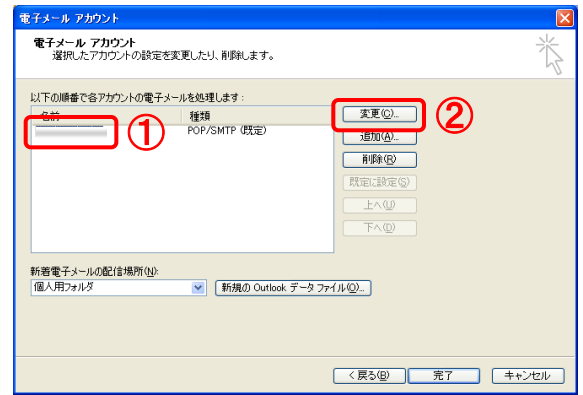 電子メール アカウント
電子メール アカウント
選択したアカウントの設定を変更したり、削除します。
以下の順番で各アカウントの電子メールを処理します:
名前 種類
POP/SMTP (既定)
①
②
変更(C)...
追加(A)...
削除(R)
既定に設定(S)
上へ(U)
下へ(D)
新着電子メールの配信場所(N):
個人用フォルダ 新規の Outlook データ ファイル(O)...
< 戻る(B) 完了 キャンセル